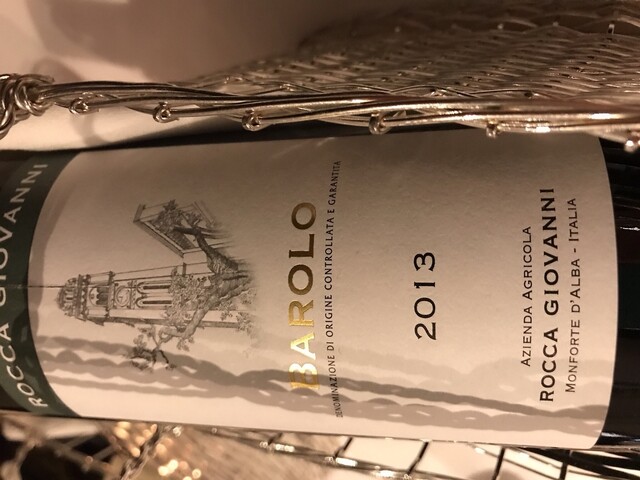 ROCCA GIOVANNI
BAROLO
DENOMINAZIONE DI ORIGINE CONTROLLATA E GARANTITA
2013
AZIENDA AGRICOLA
ROCCA GIOVANNI
MONFORTE D'ALBA - ITALIA